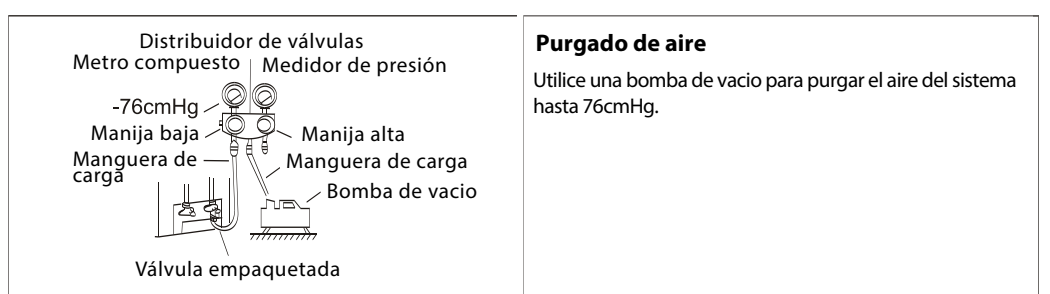 Distribuidor de válvulas
Metro compuesto
Medidor de presión
-76cmHg
Manija baja
Manija alta
Manguera de
carga
Manguera de carga
Bomba de vacio
Válvula empaquetada
Purgado de aire
Utilice una bomba de vacio para purgar el aire del sistema
hasta 76cmHg.